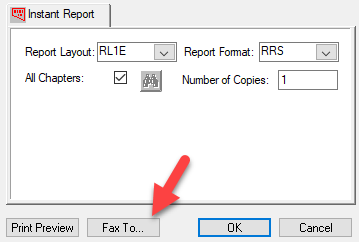 Instant Report
Report Layout: RL1E Report Format: RRS
All Chapters: Number of Copies: 1
Print Preview Fax To... OK Cancel